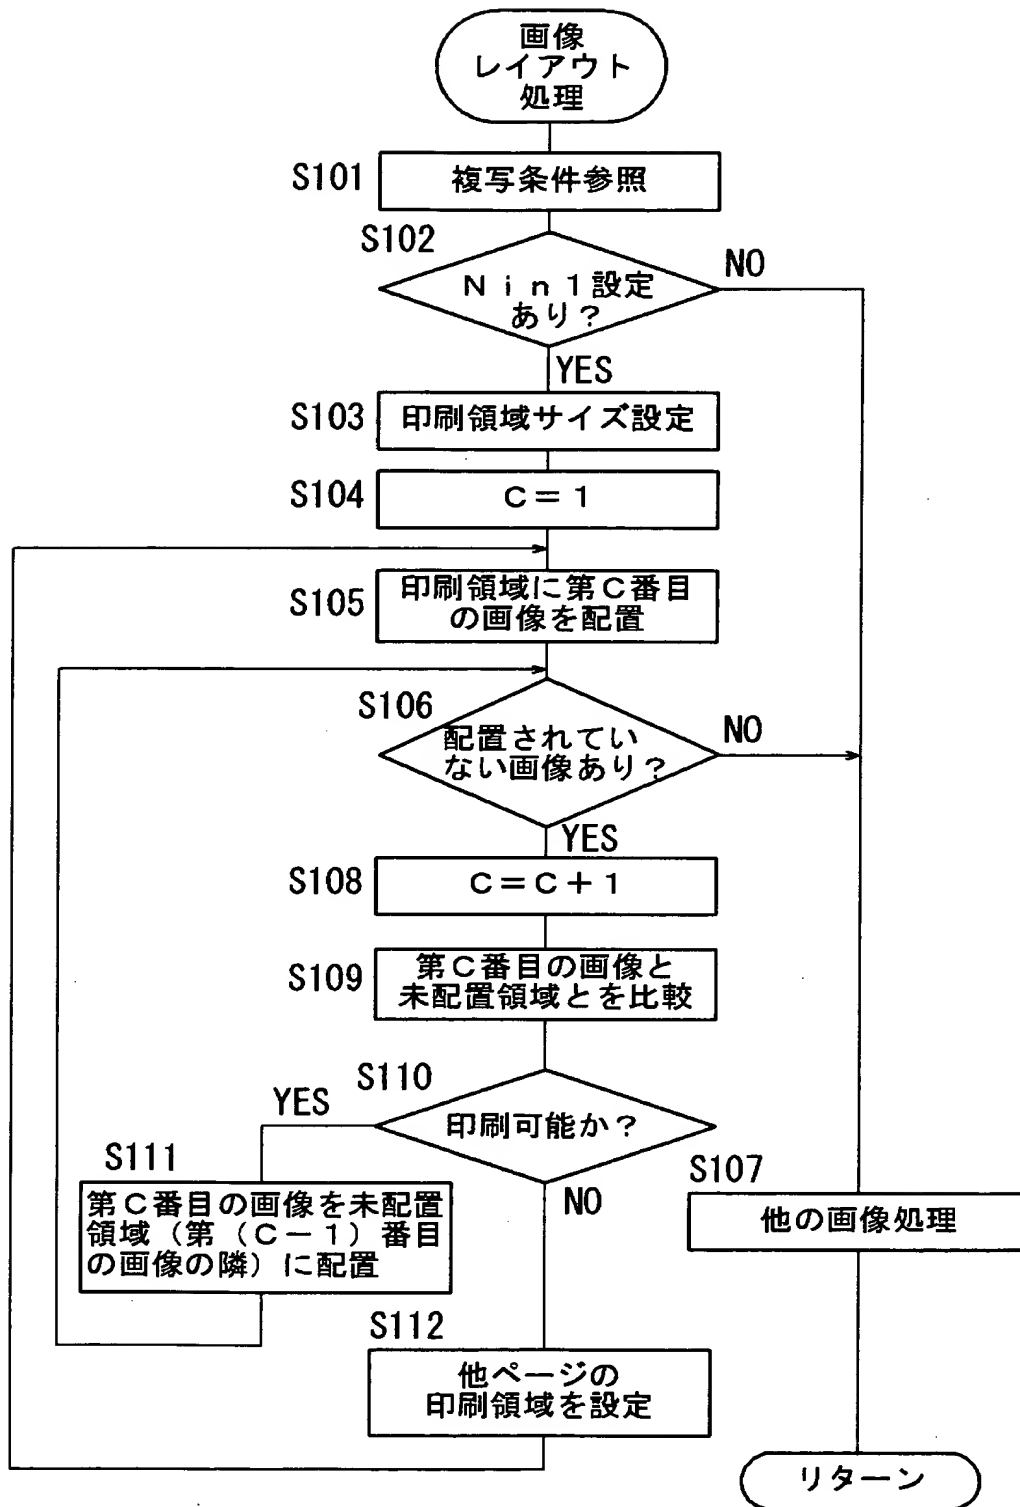 画像
レイアウト
処理
S101
複写条件参照
S102
Ｎｉｎ１設定
あり？
NO
YES
S103
印刷領域サイズ設定
S104
Ｃ＝１
S105
印刷領域に第Ｃ番目
の画像を配置
S106
配置されてい
ない画像あり？
NO
YES
S108
Ｃ＝Ｃ＋１
S109
第Ｃ番目の画像と
未配置領域とを比較
S110
印刷可能か？
YES
NO
S111
第Ｃ番目の画像を未配置
領域（第（Ｃ－１）番目
の画像の隣）に配置
S107
他の画像処理
S112
他ページの
印刷領域を設定
リターン